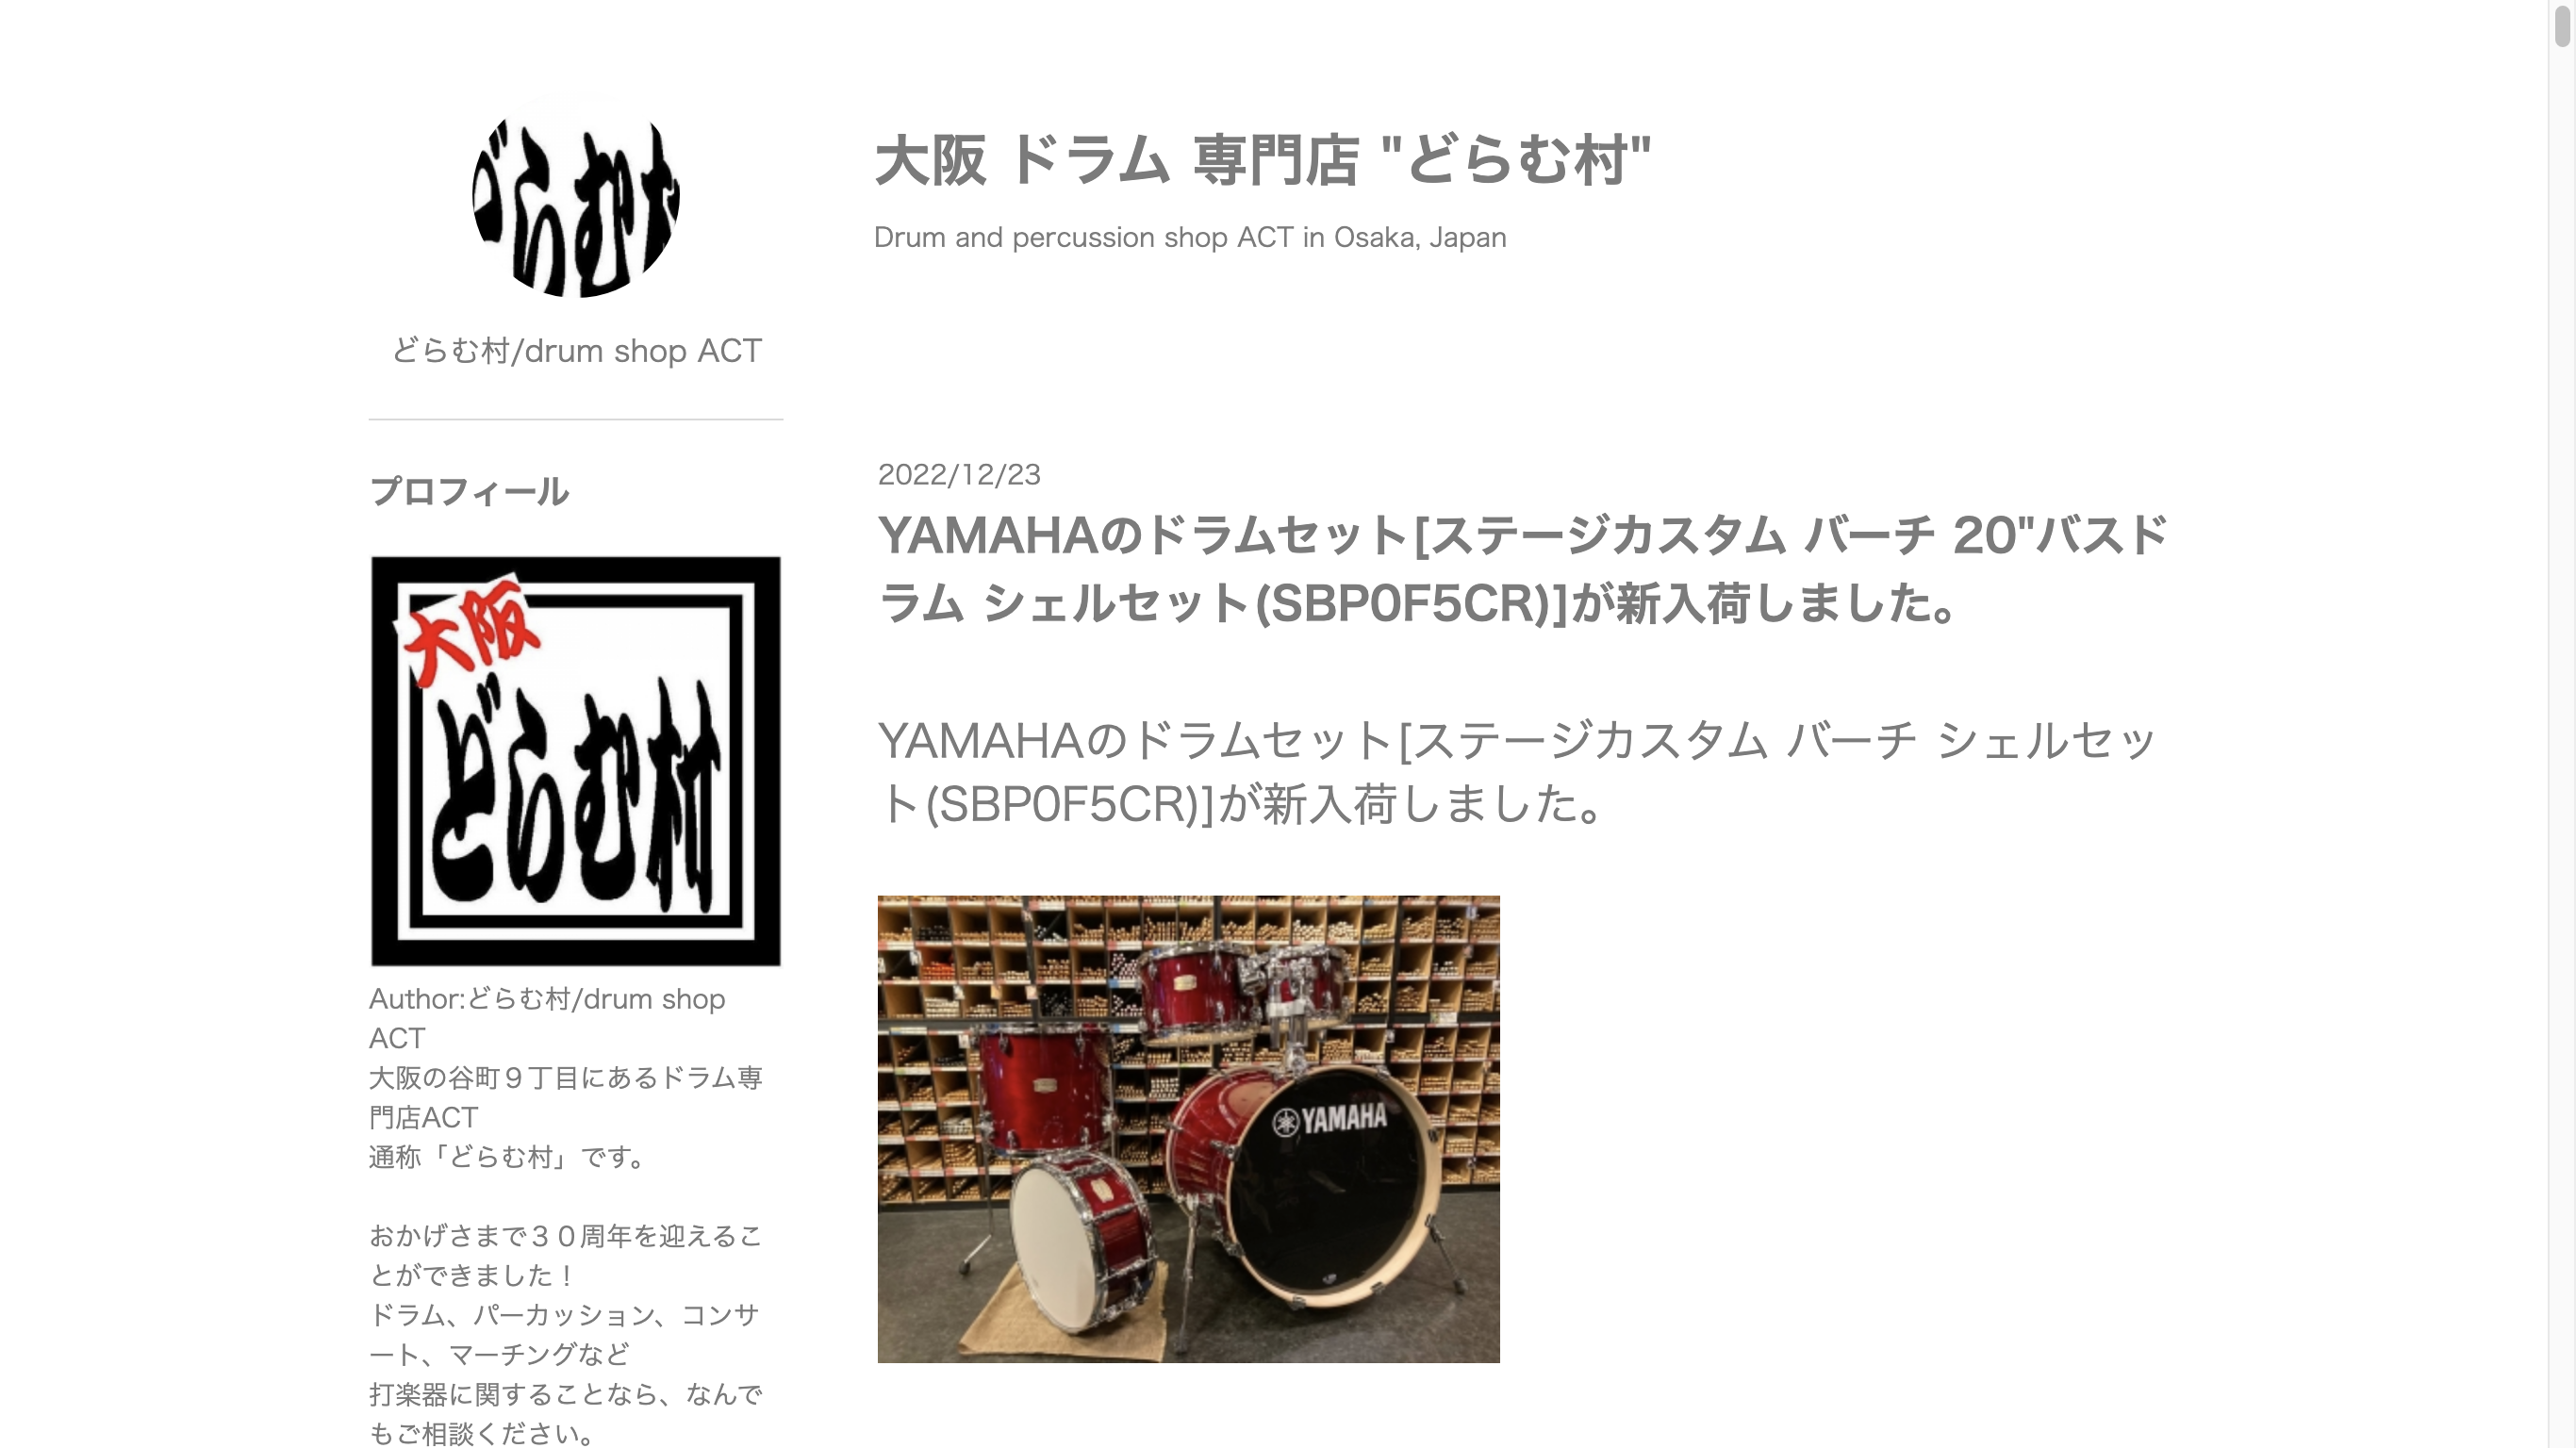 どらむ村
どらむ村/drum shop ACT
プロフィール
大阪
どらむ村
Author:どらむ村/drum shop
ACT
大阪の谷町９丁目にあるドラム専
門店ACT
通称「どらむ村」です。
おかげさまで３０周年を迎えるこ
とができました！
ドラム、パーカッション、コンサ
ート、マーチングなど
打楽器に関することなら、なんで
もご相談ください。
大阪 ドラム 専門店 "どらむ村"
Drum and percussion shop ACT in Osaka, Japan
2022/12/23
YAMAHAのドラムセット[ステージカスタム バーチ 20"バスド
ラム シェルセット(SBP0F5CR)]が新入荷しました。
YAMAHAのドラムセット[ステージカスタム バーチ シェルセッ
ト(SBP0F5CR)]が新入荷しました。
YAMAHA